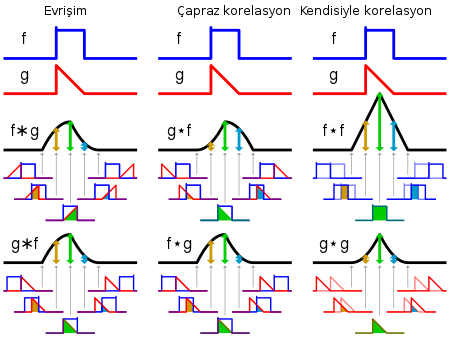 Evrişim Çapraz korelasyon Kendisiyle korelasyon
f f f
g g g
f∗g g⋆f f⋆f
g∗f f⋆g g⋆g